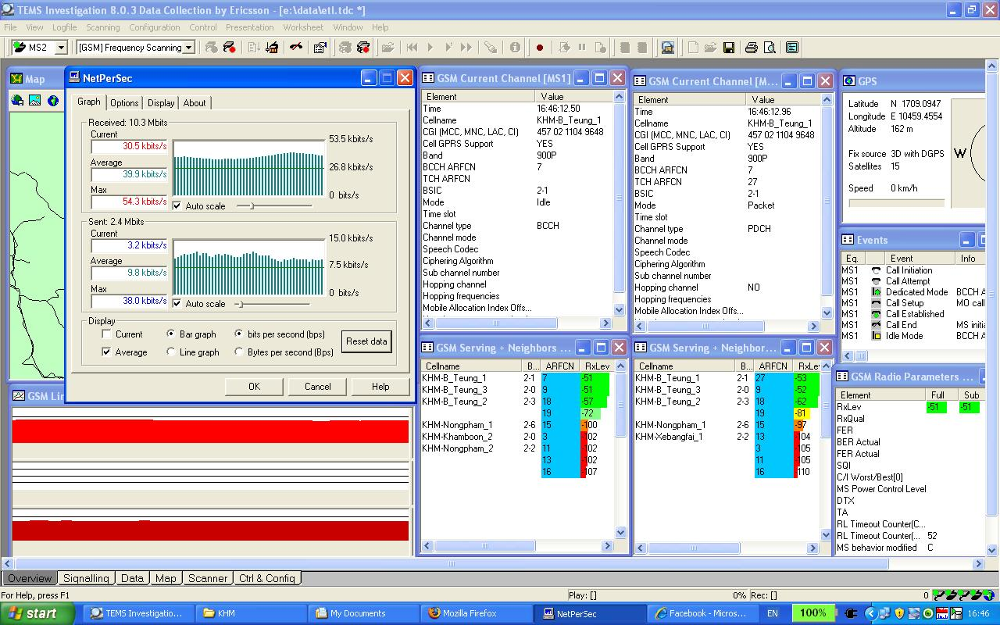 TEMS Investigation 8.0.3 Data Collection by Ericsson - [e:\data\etl.tdc *]
File View Logfile Scanning Configuration Control Presentation Worksheet Window Help
MS2 [GSM] Frequency Scanning
Map
NetPerSec
Graph Options Display About
Received: 10.3 Mbits
Current
30.5 kbits/s
Average
39.9 kbits/s
Max
54.3 kbits/s
53.5 kbits/s
26.8 kbits/s
0 bits/s
Auto scale
Sent: 2.4 Mbits
Current
3.2 kbits/s
Average
9.8 kbits/s
Max
38.0 kbits/s
15.0 kbits/s
7.5 kbits/s
0 bits/s
Auto scale
Display
Current Bar graph bits per second (bps)
Average Line graph Bytes per second (Bps)
Reset data
OK Cancel Help
GSM Lin
GSM Current Channel [MS1]
Element Value
Time 16:46:12.50
Cellname KHM-B_Teung_1
CGI (MCC, MNC, LAC, CI) 457 02 1104 9648
Cell GPRS Support YES
Band 900P
BCCH ARFCN 7
TCH ARFCN
BSIC 2-1
Mode Idle
Time slot
Channel type BCCH
Channel mode
Speech Codec
Ciphering Algorithm
Sub channel number
Hopping channel
Hopping frequencies
Mobile Allocation Index Offs...
GSM Current Channel [M...
Element Value
Time 16:46:12.96
Cellname KHM-B_Teung_1
CGI (MCC, MNC, LAC, CI) 457 02 1104 9648
Cell GPRS Support YES
Band 900P
BCCH ARFCN 7
TCH ARFCN 27
BSIC 2-1
Mode Packet
Time slot
Channel type PDCH
Channel mode
Speech Codec
Ciphering Algorithm
Sub channel number
Hopping channel NO
Hopping frequencies
Mobile Allocation Index Offs...
GPS
Latitude N 1709.0947
Longitude E 10459.4554
Altitude 162 m
Fix source 3D with DGPS
Satellites 15
Speed 0 km/h
W
Events
Eq. Event Info
MS1 Call Initiation
MS1 Call Attempt
MS1 Dedicated Mode BCCH A
MS1 Call Setup MO call
MS1 Call Established
MS1 Call End MS initia
MS1 Idle Mode BCCH A
GSM Serving + Neighbors ...
Cellname B... ARFCN RxLev
KHM-B_Teung_1 2-1 7 -51
KHM-B_Teung_3 2-0 9 -51
KHM-B_Teung_2 2-3 18 -57
19 -72
KHM-Nongpham_1 2-6 15 -100
KHM-Khamboon_2 2-0 3 -102
KHM-Nongpham_2 2-2 11 -102
13 -102
16 -107
GSM Serving + Neighbor...
Cellname B... ARFCN RxLev
KHM-B_Teung_1 2-1 27 -53
KHM-B_Teung_3 2-0 9 -52
KHM-B_Teung_2 2-3 18 -62
19 -81
KHM-Nongpham_1 2-6 15 -97
KHM-Xebangfai_1 2-2 13 -104
3 -105
11 -105
16 -110
GSM Radio Parameters ...
Element Full Sub
RxLev -51 -51
RxQual
FER
BER Actual
FER Actual
SQI
C/I Worst/Best[0]
MS Power Control Level
DTX
TA
RL Timeout Counter(C...
RL Timeout Counter(... 52
MS behavior modified C
Overview Signalling Data Map Scanner Ctrl & Config
For Help, press F1 Play: [] 0% Rec: [] 0
start TEMS Investigatio... KHM My Documents Mozilla Firefox NetPerSec Facebook - Micros... EN 100% 16:46